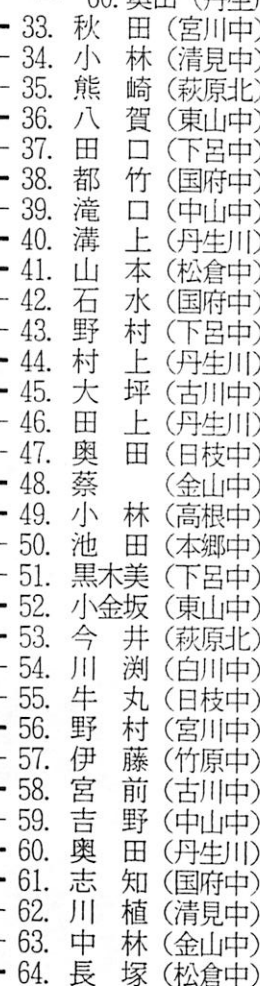 33. 秋田(宮川中)
34. 小林(清見中)
35. 熊崎(萩原北)
36. 八賀(東山中)
37. 田口(下呂中)
38. 都竹(国府中)
39. 滝口(中山中)
40. 溝上(丹生川)
41. 山本(松倉中)
42. 石水(国府中)
43. 野村(下呂中)
44. 村上(丹生川)
45. 大坪(古川中)
46. 田上(丹生川)
47. 奥田(日枝中)
48. 蔡(金山中)
49. 小林(高根中)
50. 池田(本郷中)
51. 黒木美(下呂中)
52. 小金坂(東山中)
53. 今井(萩原北)
54. 川渕(白川中)
55. 牛丸(日枝中)
56. 野村(宮川中)
57. 伊藤(竹原中)
58. 宮前(古川中)
59. 吉野(中山中)
60. 奥田(丹生川)
61. 志知(国府中)
62. 川植(清見中)
63. 中林(金山中)
64. 長塚(松倉中)